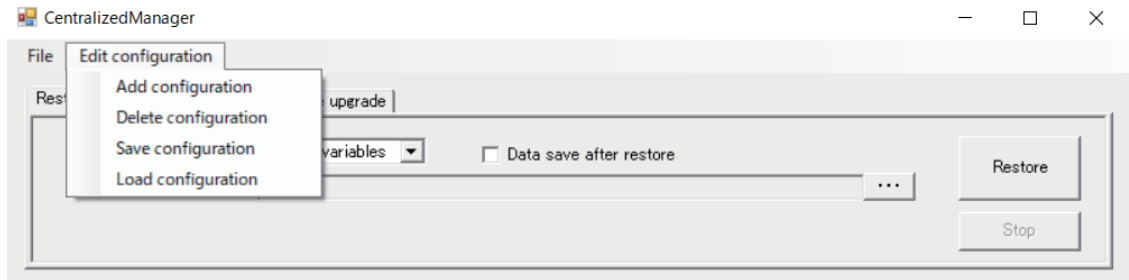 CentralizedManager
File Edit configuration
Add configuration
Delete configuration
Save configuration
Load configuration
upgrade
variables
Data save after restore
...
Restore
Stop